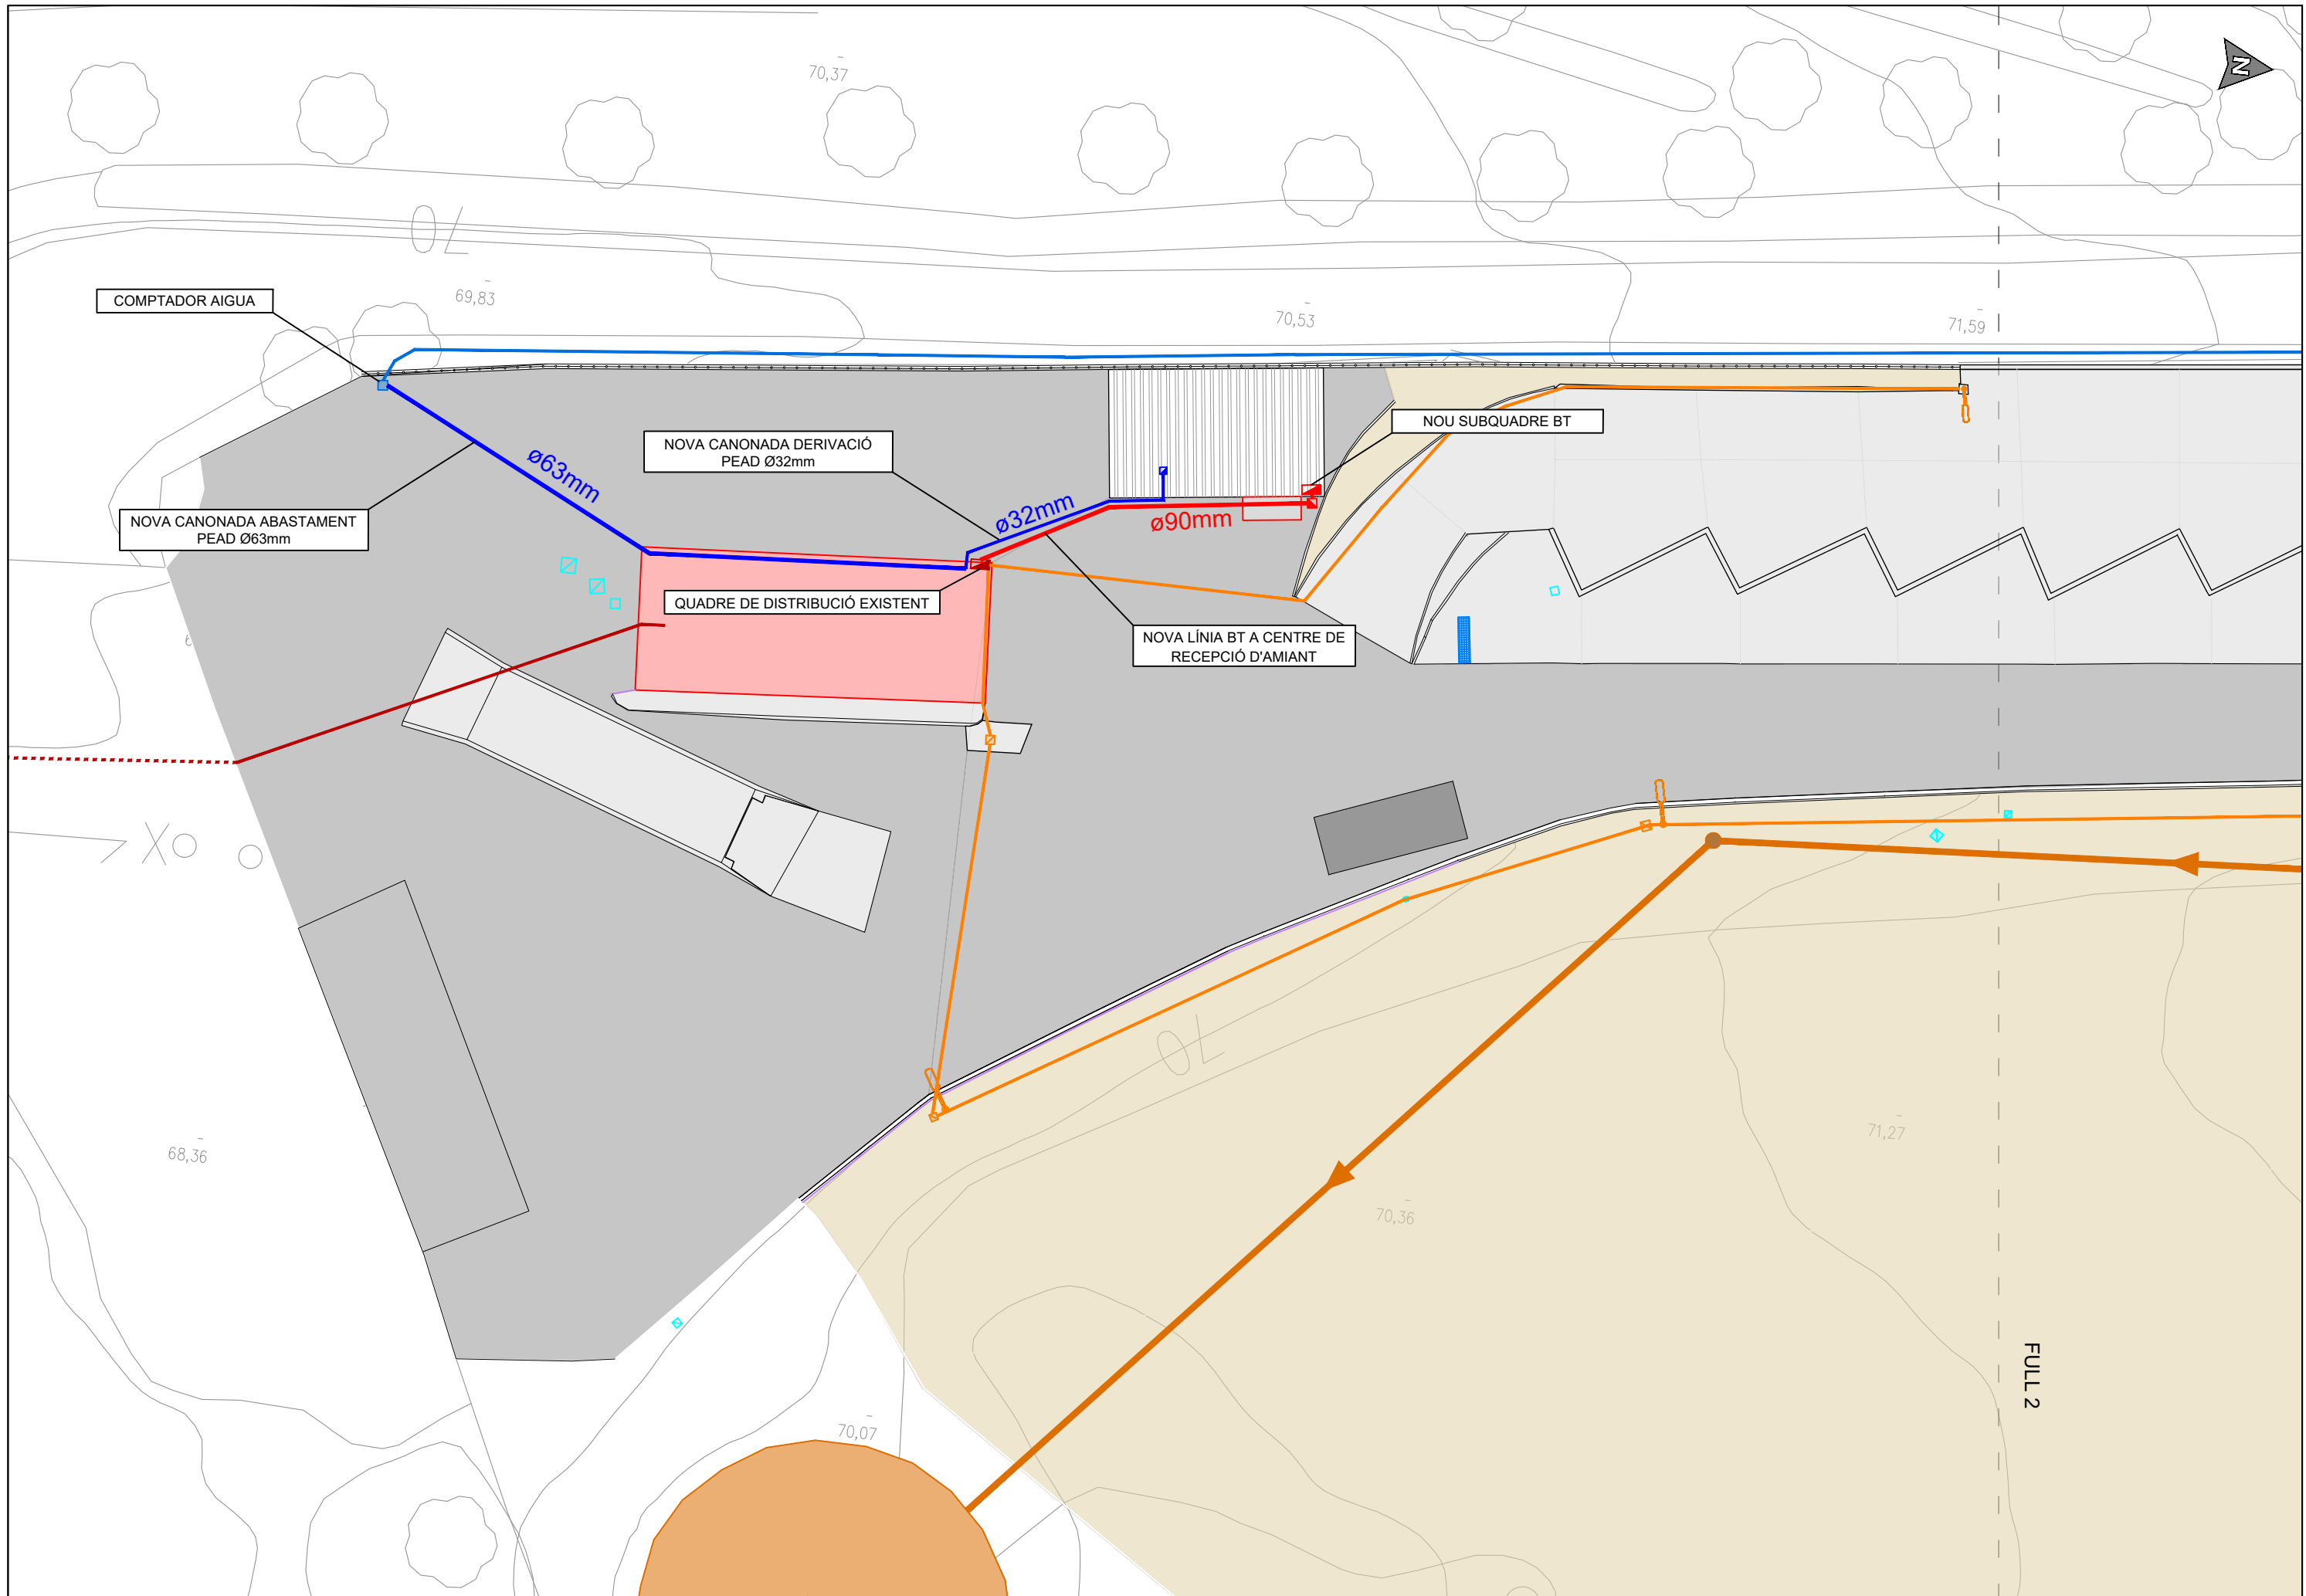 70,37
N
70
69,83
COMPTADOR AIGUA
70,53
71,59
NOU SUBQUADRE BT
NOVA CANONADA DERIVACIÓ
PEAD Ø32mm
ø63mm
ø32mm
ø90mm
NOVA CANONADA ABASTAMENT
PEAD Ø63mm
QUADRE DE DISTRIBUCIÓ EXISTENT
NOVA LÍNIA BT A CENTRE DE
RECEPCIÓ D'AMIANT
70
71,27
68,36
70,36
FULL 2
70,07